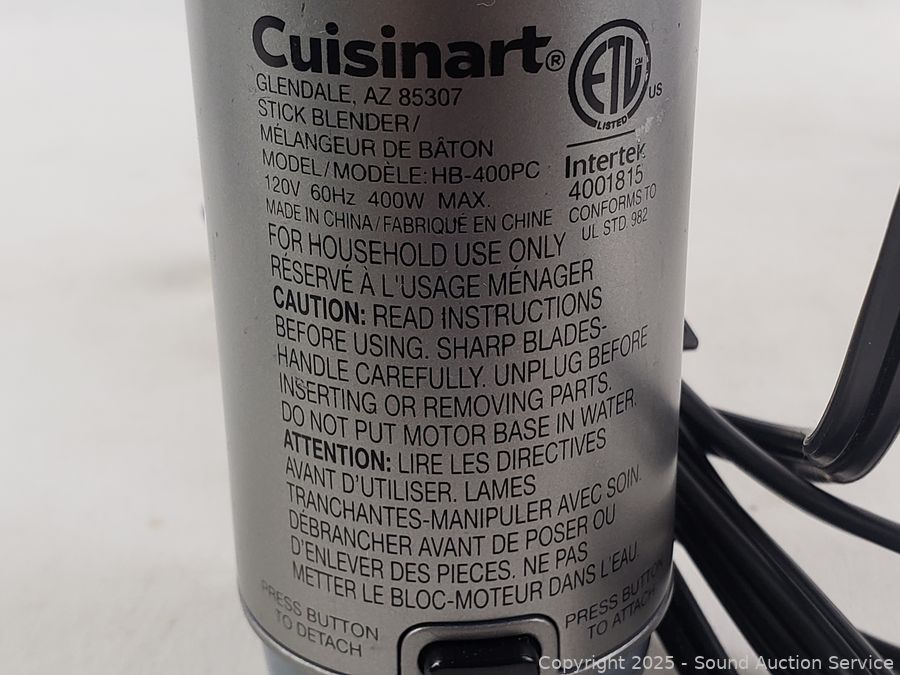 Cuisinart®
GLENDALE, AZ 85307
STICK BLENDER/
MÉLANGEUR DE BÂTON
MODEL/MODÈLE: HB-400PC
120V 60Hz 400W MAX.
MADE IN CHINA/FABRIQUÉ EN CHINE
ETL
CM
US
LISTED
Intertek
4001815
CONFORMS TO
UL STD. 982
FOR HOUSEHOLD USE ONLY
RÉSERVÉ À L'USAGE MÉNAGER
CAUTION: READ INSTRUCTIONS
BEFORE USING. SHARP BLADES-
HANDLE CAREFULLY. UNPLUG BEFORE
INSERTING OR REMOVING PARTS.
DO NOT PUT MOTOR BASE IN WATER.
ATTENTION: LIRE LES DIRECTIVES
AVANT D'UTILISER. LAMES
TRANCHANTES-MANIPULER AVEC SOIN.
DÉBRANCHER AVANT DE POSER OU
D'ENLEVER DES PIECES. NE PAS
METTRE LE BLOC-MOTEUR DANS L'EAU.
PRESS BUTTON
TO DETACH
PRESS BUTTON
TO ATTACH
Copyright 2025 - Sound Auction Service